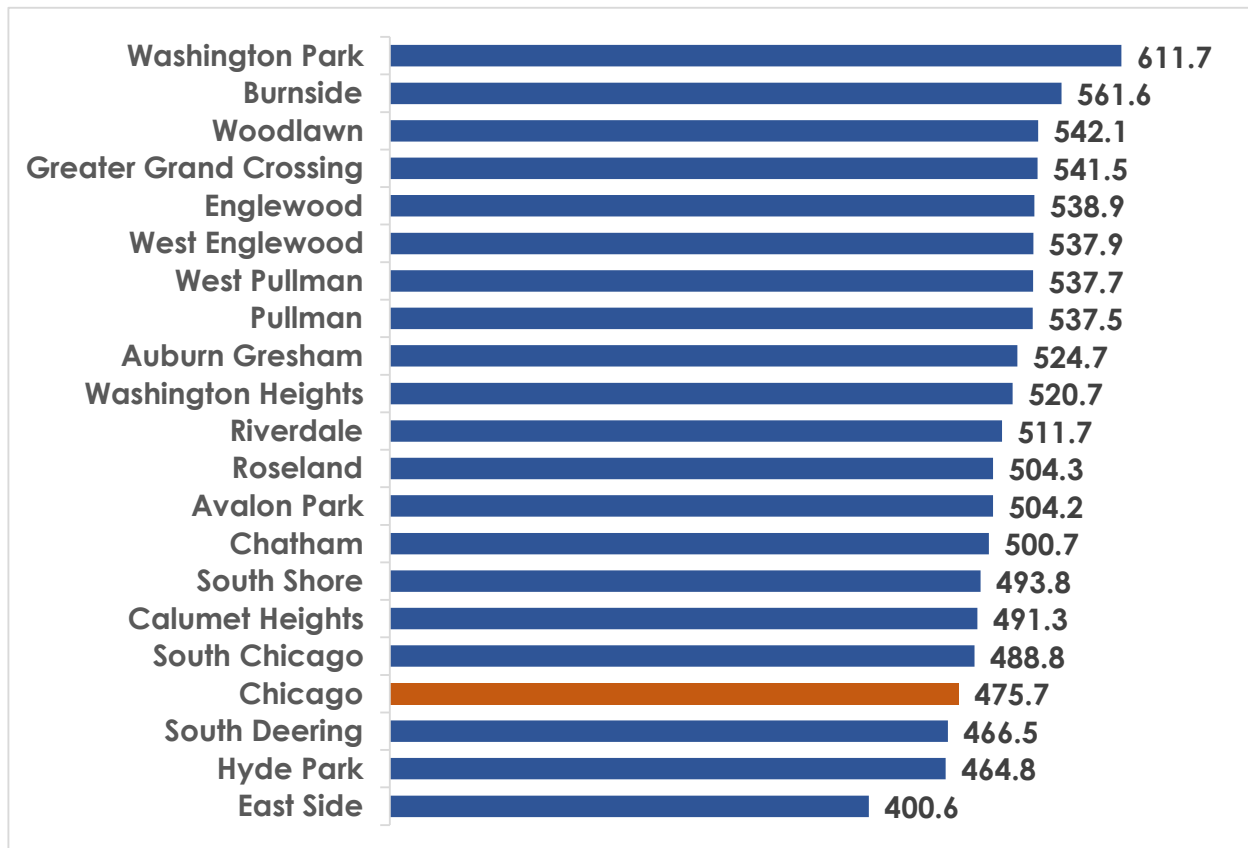 Washington Park 611.7
Burnside 561.6
Woodlawn 542.1
Greater Grand Crossing 541.5
Englewood 538.9
West Englewood 537.9
West Pullman 537.7
Pullman 537.5
Auburn Gresham 524.7
Washington Heights 520.7
Riverdale 511.7
Roseland 504.3
Avalon Park 504.2
Chatham 500.7
South Shore 493.8
Calumet Heights 491.3
South Chicago 488.8
Chicago 475.7
South Deering 466.5
Hyde Park 464.8
East Side 400.6